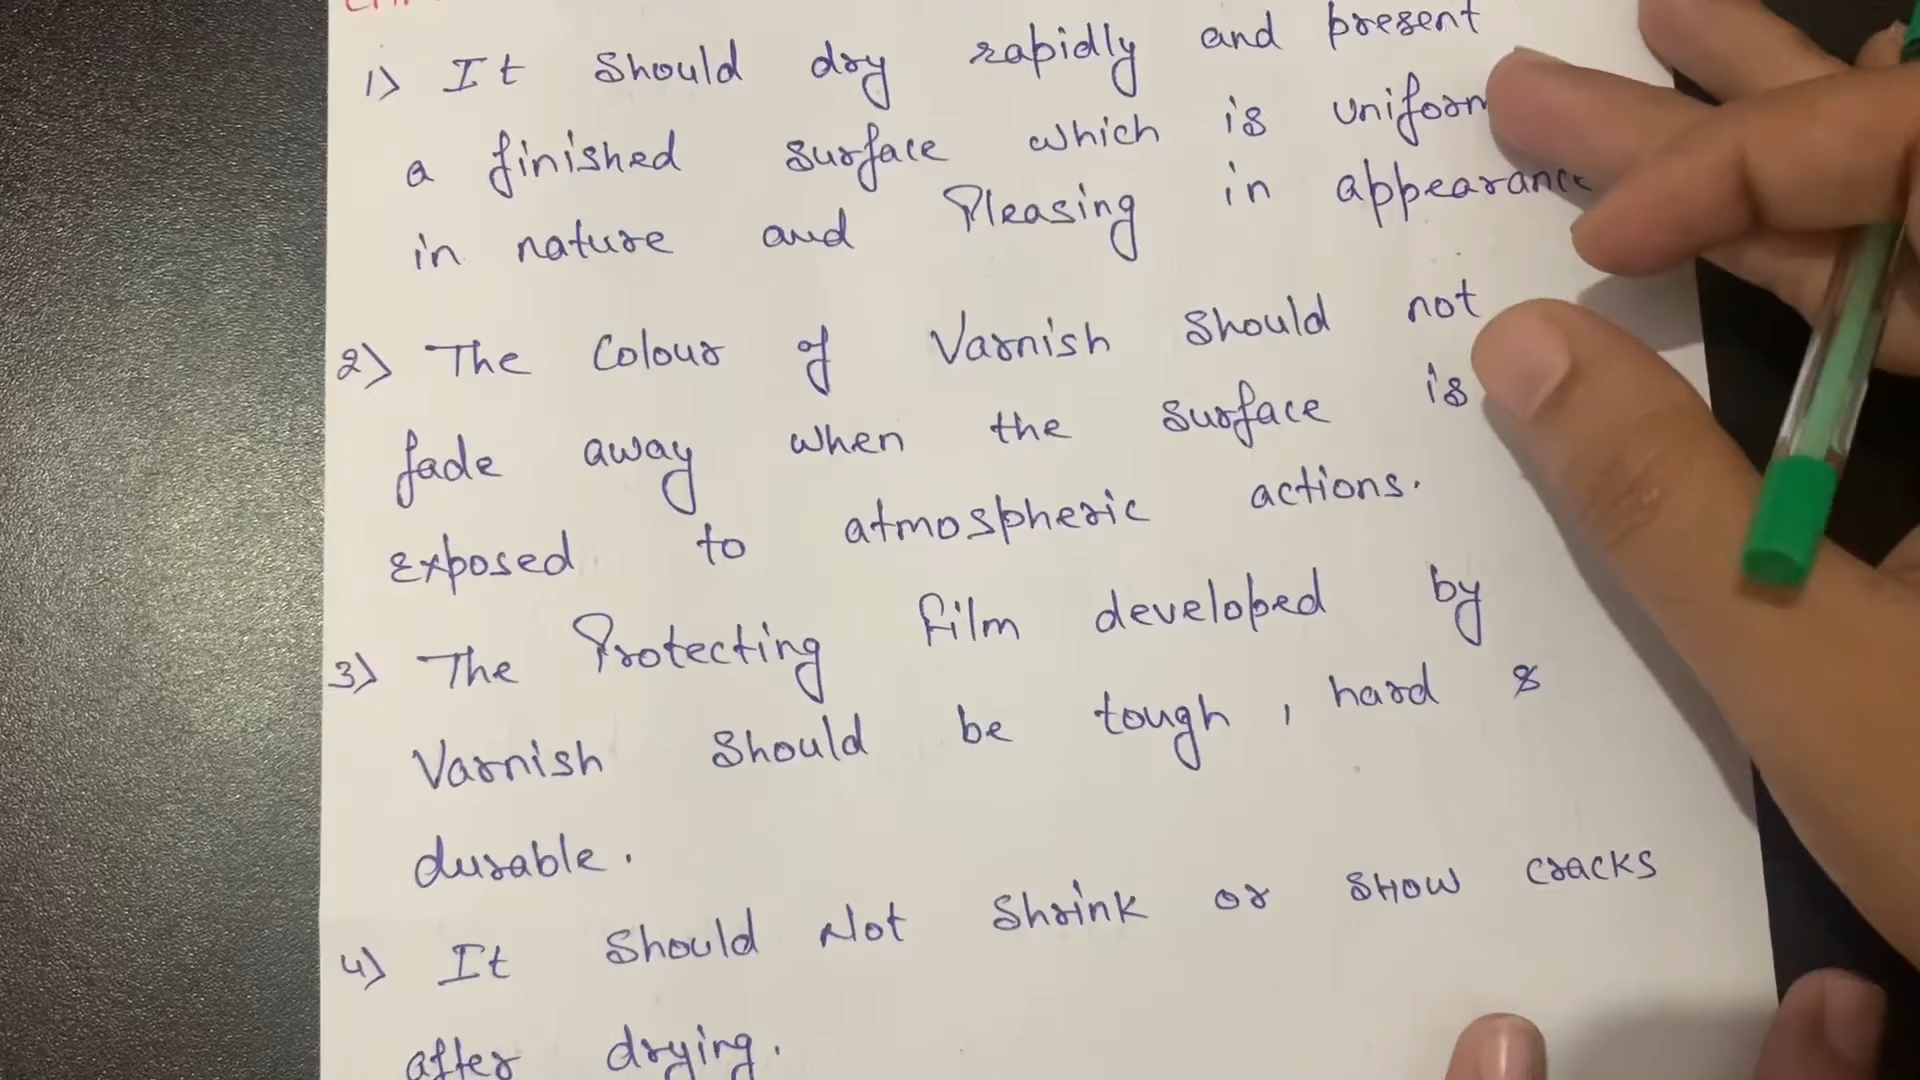 1) It should dry rapidly and present
a finished surface which is uniform
in nature and Pleasing in appearance
2) The Colour of Varnish should not
fade away when the surface is
exposed to atmospheric actions.
3) The Protecting film developed by
Varnish should be tough, hard &
durable.
4) It should Not shrink or show cracks
after drying.